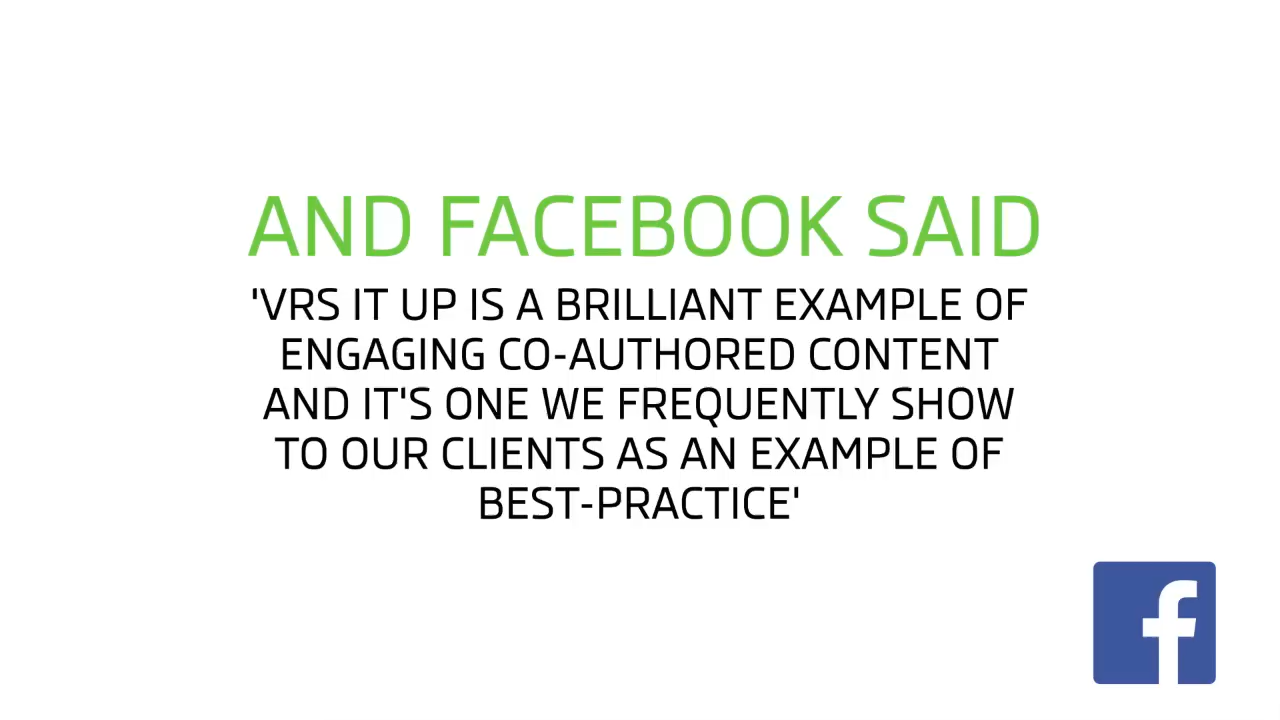 AND FACEBOOK SAID
'VRS IT UP IS A BRILLIANT EXAMPLE OF
ENGAGING CO-AUTHORED CONTENT
AND IT'S ONE WE FREQUENTLY SHOW
TO OUR CLIENTS AS AN EXAMPLE OF
BEST-PRACTICE'
f